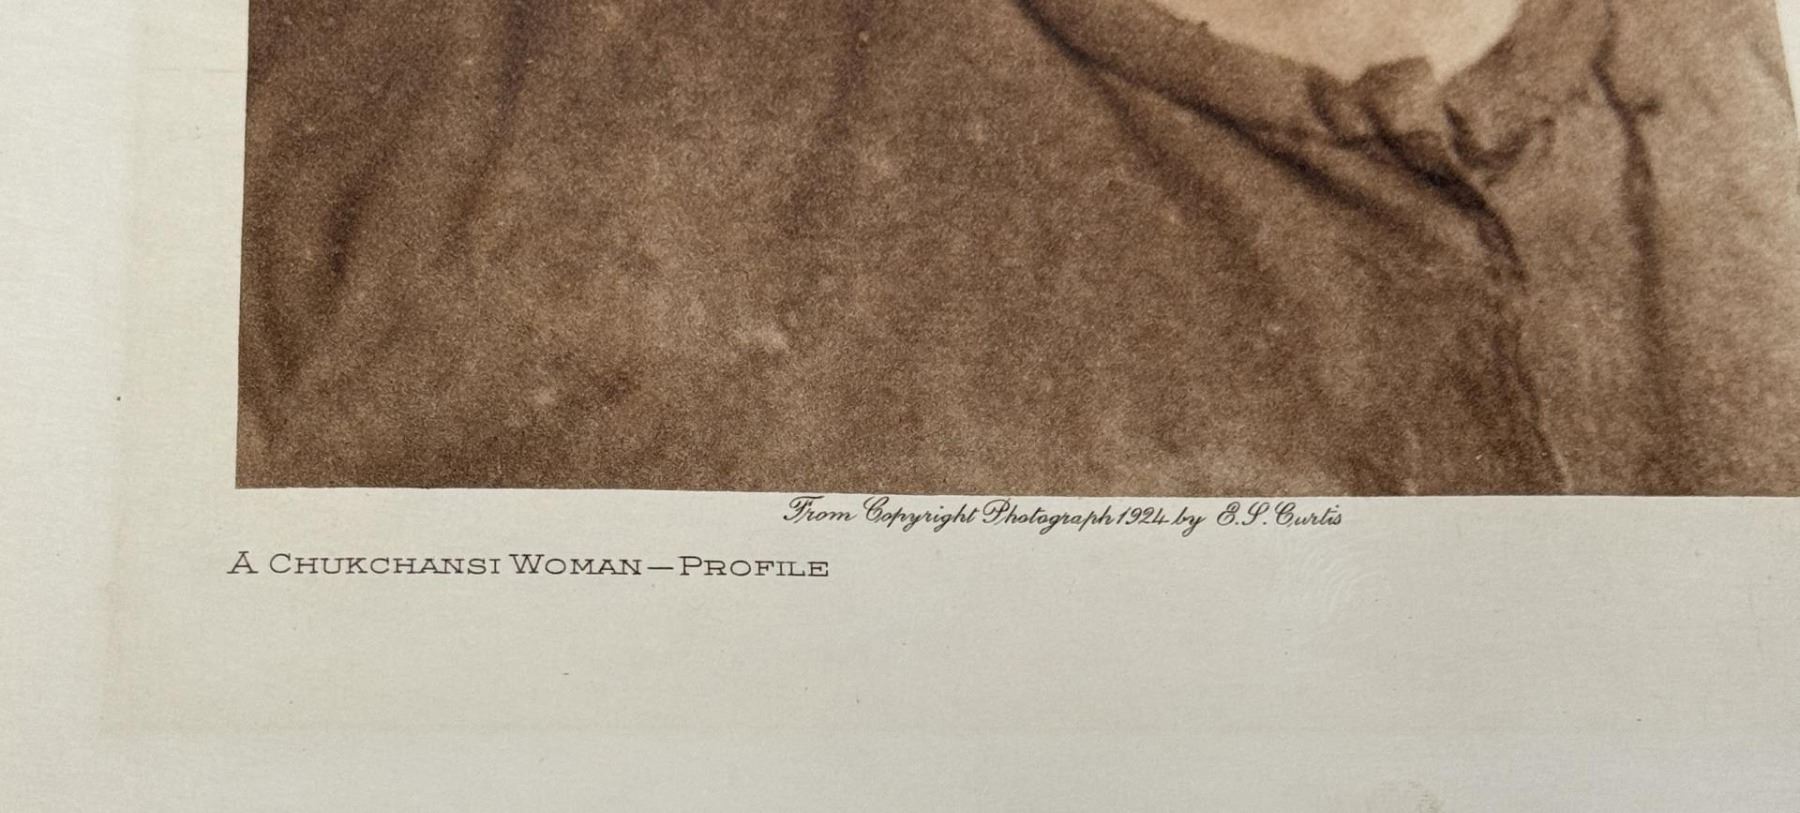 From Copyright Photograph 1924 by E.S. Curtis
A CHUKCHANSI WOMAN—PROFILE